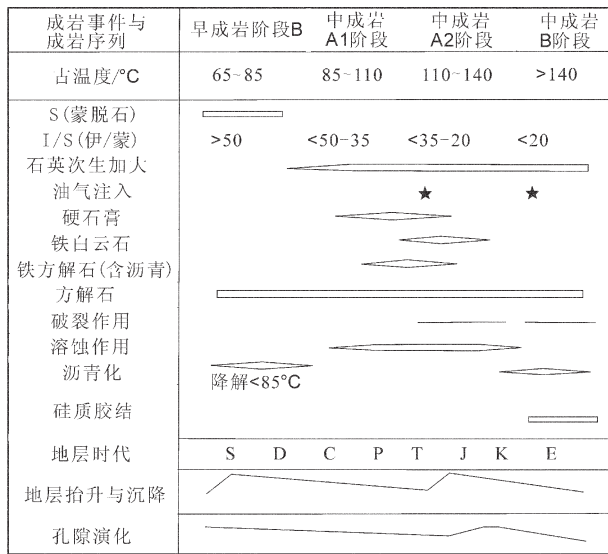 成岩事件与
成岩序列
早成岩阶段B
中成岩
A1阶段
中成岩
A2阶段
中成岩
B阶段
占温度/°C 65~85 85-110 110-140 >140
S(蒙脱石)
I/S(伊/蒙) >50 <50-35 <35-20 <20
石英次生加大
油气注入 ★ ★
硬石膏
铁白云石
铁方解石(含沥青)
方解石
破裂作用
溶蚀作用
沥青化
降解<85°C
硅质胶结
地层时代 S D C P T J K E
地层抬升与沉降
孔隙演化